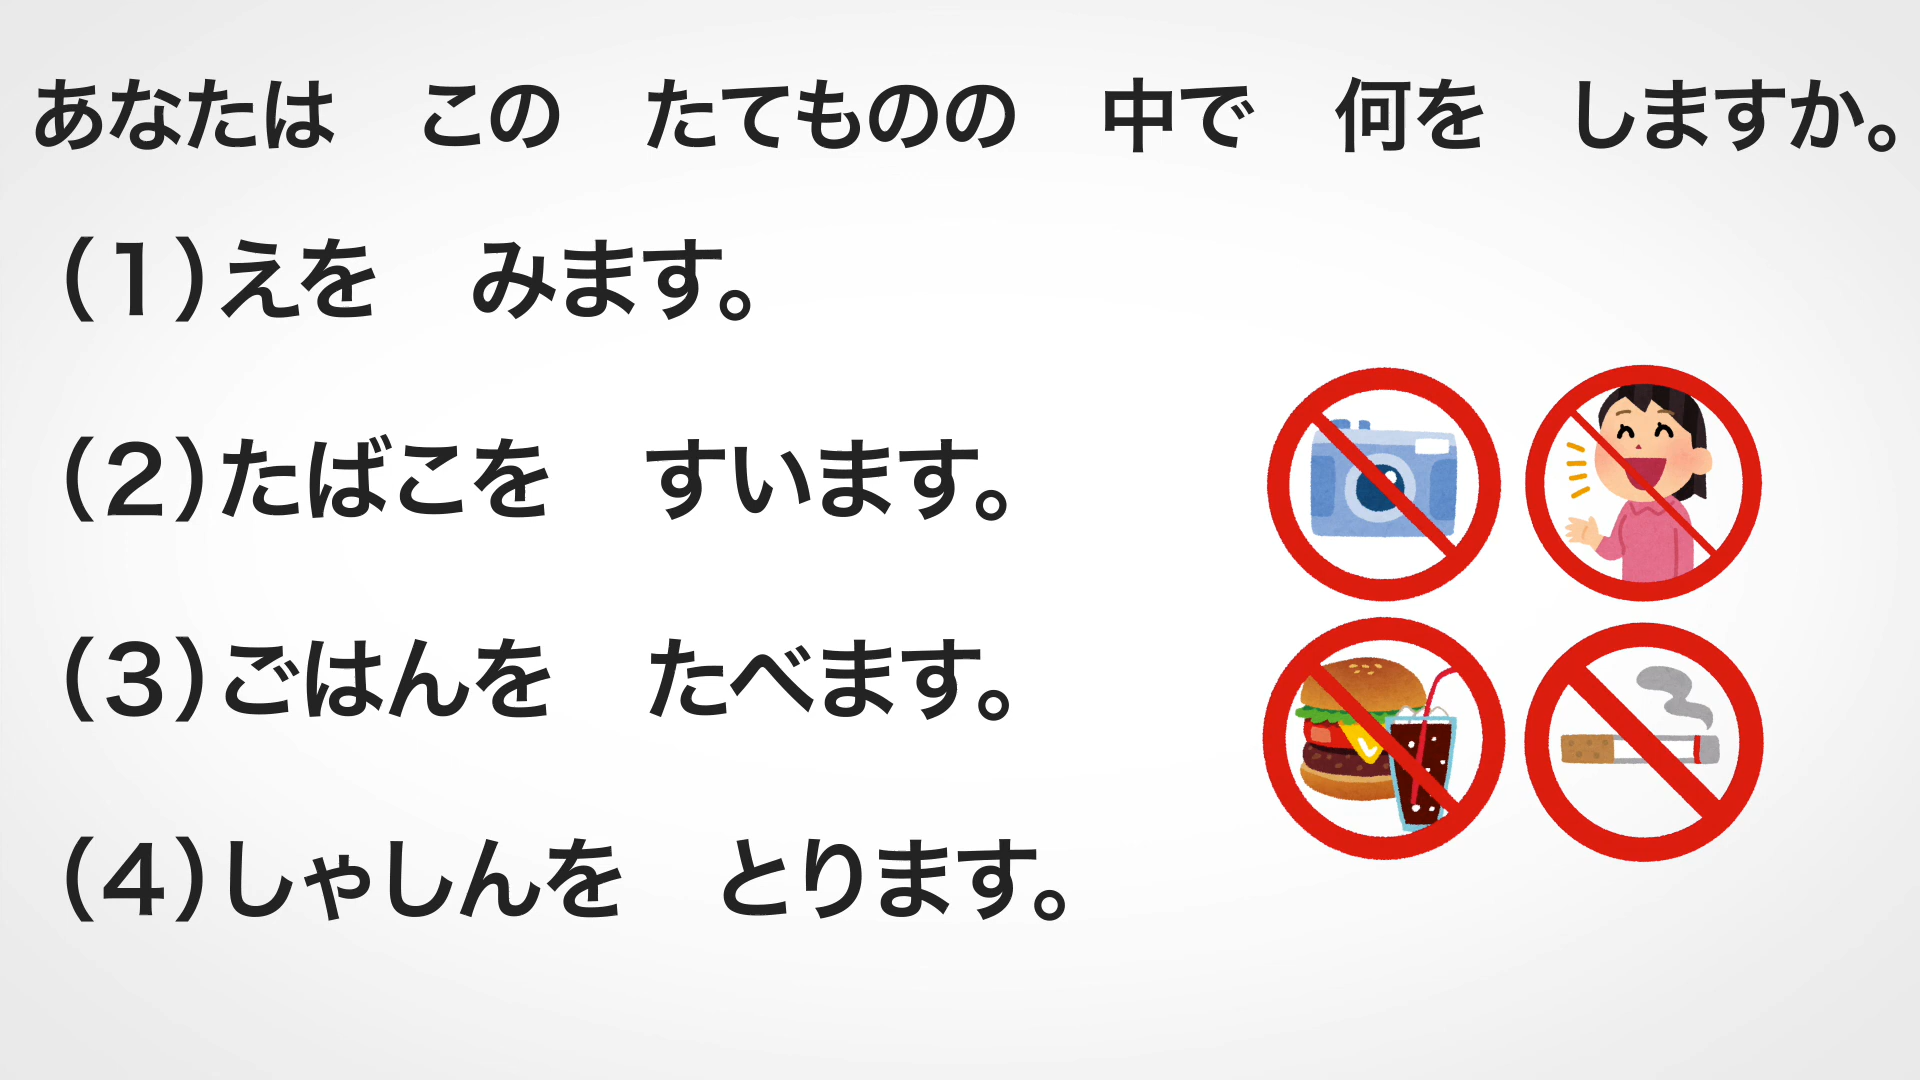 あなたは　この　たてものの　中で　何を　しますか。
（１）えを　みます。
（２）たばこを　すいます。
（３）ごはんを　たべます。
（４）しゃしんを　とります。